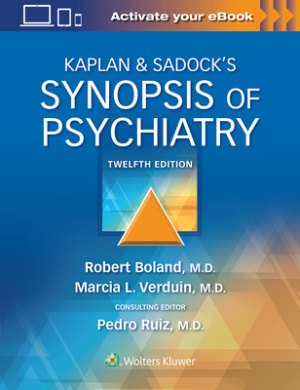 Activate your eBook
KAPLAN & SADOCK'S
SYNOPSIS OF
PSYCHIATRY
TWELFTH EDITION
Robert Boland, M.D.
Marcia L. Verduin, M.D.
CONSULTING EDITOR
Pedro Ruiz, M.D.
Wolters Kluwer